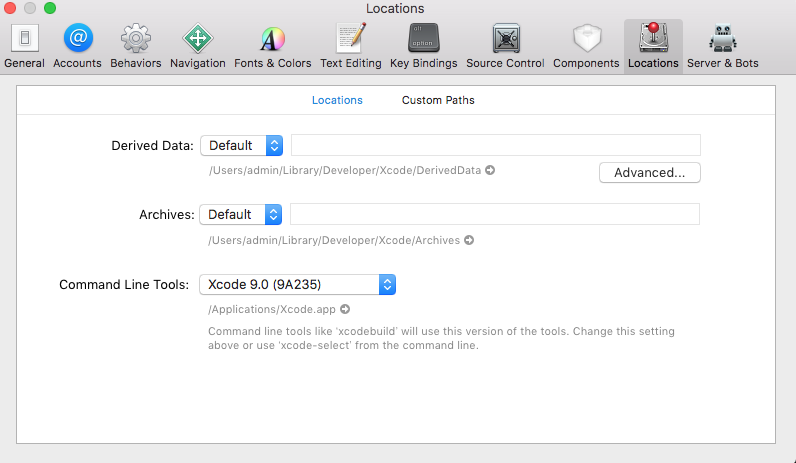 Locations
General Accounts Behaviors Navigation Fonts & Colors Text Editing Key Bindings Source Control Components Locations Server & Bots
Locations Custom Paths
Derived Data: Default
/Users/admin/Library/Developer/Xcode/DerivedData
Advanced...
Archives: Default
/Users/admin/Library/Developer/Xcode/Archives
Command Line Tools: Xcode 9.0 (9A235)
/Applications/Xcode.app
Command line tools like 'xcodebuild' will use this version of the tools. Change this setting
above or use 'xcode-select' from the command line.